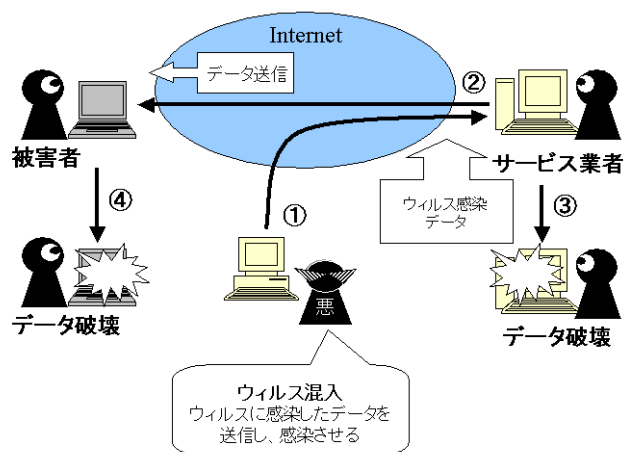 Internet
データ送信
②
被害者
サービス業者
④
①
ウィルス感染
データ
③
悪
データ破壊
データ破壊
ウィルス混入
ウィルスに感染したデータを
送信し、感染させる